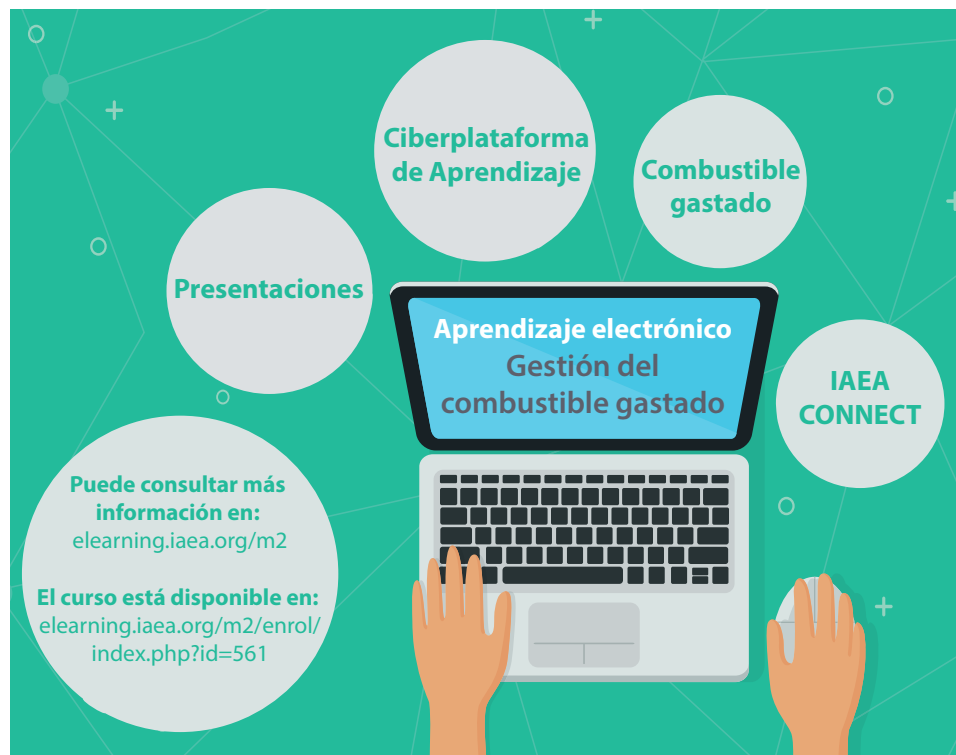 Ciberplataforma
de Aprendizaje
Combustible
gastado
Presentaciones
Aprendizaje electrónico
Gestión del
combustible gastado
IAEA
CONNECT
Puede consultar más
información en:
elearning.iaea.org/m2
El curso está disponible en:
elearning.iaea.org/m2/enrol/
index.php?id=561